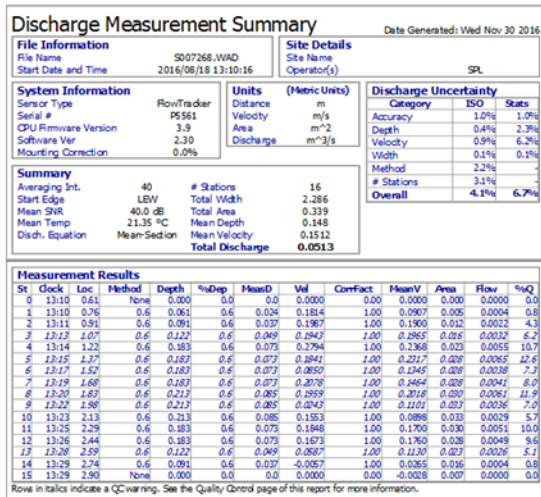 Discharge Measurement Summary Date Generated: Wed Nov 30 2016
File Information
File Name S007268.WAD
Start Date and Time 2016/08/18 13:10:16
Site Details
Site Name
Operator(s) SPL
System Information
Sensor Type FlowTracker
Serial # P5561
CPU Firmware Version 3.9
Software Ver 2.30
Mounting Correction 0.0%
Units (Metric Units)
Distance m
Velocity m/s
Area m^2
Discharge m^3/s
Discharge Uncertainty
Category ISO Stats
Accuracy 1.0% 1.0%
Depth 0.4% 2.3%
Velocity 0.9% 6.2%
Width 0.1% 0.1%
Method 2.2% -
# Stations 3.1% -
Overall 4.1% 6.7%
Summary
Averaging Int. 40 # Stations 16
Start Edge LEW Total Width 2.286
Mean SNR 40.0 dB Total Area 0.339
Mean Temp 21.35 ºC Mean Depth 0.148
Disch. Equation Mean-Section Mean Velocity 0.1512
Total Discharge 0.0513
Measurement Results
St Clock Loc Method Depth %Dep MeasD Vel CorrFact MeanV Area Flow %Q
0 13:10 0.61 None 0.000 0.0 0.0 0.0000 0.00 0.0000 0.000 0.0000 0.0
1 13:10 0.76 0.6 0.061 0.6 0.024 0.1814 1.00 0.0907 0.005 0.0004 0.8
2 13:11 0.91 0.6 0.091 0.6 0.037 0.1987 1.00 0.1900 0.012 0.0022 4.3
3 13:13 1.07 0.6 0.122 0.6 0.049 0.1943 1.00 0.1965 0.016 0.0032 6.2
4 13:14 1.22 0.6 0.183 0.6 0.073 0.2794 1.00 0.2368 0.023 0.0055 10.7
5 13:15 1.37 0.6 0.183 0.6 0.073 0.1841 1.00 0.2317 0.028 0.0065 12.6
6 13:17 1.52 0.6 0.183 0.6 0.073 0.0850 1.00 0.1345 0.028 0.0038 7.3
7 13:19 1.68 0.6 0.183 0.6 0.073 0.2078 1.00 0.1464 0.028 0.0041 8.0
8 13:20 1.83 0.6 0.213 0.6 0.085 0.1959 1.00 0.2018 0.030 0.0061 11.9
9 13:22 1.98 0.6 0.213 0.6 0.085 0.0243 1.00 0.1101 0.032 0.0036 7.0
10 13:23 2.13 0.6 0.213 0.6 0.085 0.1553 1.00 0.0898 0.033 0.0029 5.7
11 13:25 2.29 0.6 0.183 0.6 0.073 0.1848 1.00 0.1700 0.030 0.0051 10.0
12 13:26 2.44 0.6 0.183 0.6 0.073 0.1673 1.00 0.1760 0.028 0.0049 9.6
13 13:28 2.59 0.6 0.122 0.6 0.049 0.0587 1.00 0.1130 0.023 0.0026 5.1
14 13:29 2.74 0.6 0.091 0.6 0.037 -0.0057 1.00 0.0265 0.016 0.0004 0.8
15 13:29 2.90 None 0.000 0.0 0.0 0.0000 0.00 -0.0028 0.007 0.0000 0.0
Rows in italics indicate a QC warning. See the Quality Control page of this report for more information.